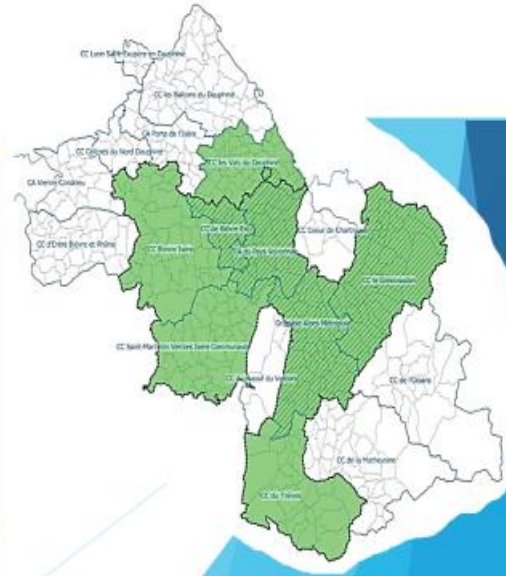 CC Lyon Saint Exupère en Dauphiné
CC les Balcons du Dauphiné
CA Porte de l'Isère
CC Collines du Nord Dauphiné
CC les Vals du Dauphiné
CA Vienne Condrieu
CC d'Entre Bièvre et Rhône
CC Bièvre Isère
CC de Bièvre Est
CA du Pays Voironnais
CC Coeur de Chartreuse
CC le Grésivaudan
Grenoble Alpes Métropole
CC Saint-Marcellin Vercors Isère Communauté
CC du Massif du Vercors
CC de l'Oisans
CC de la Matheysine
CC du Trièves